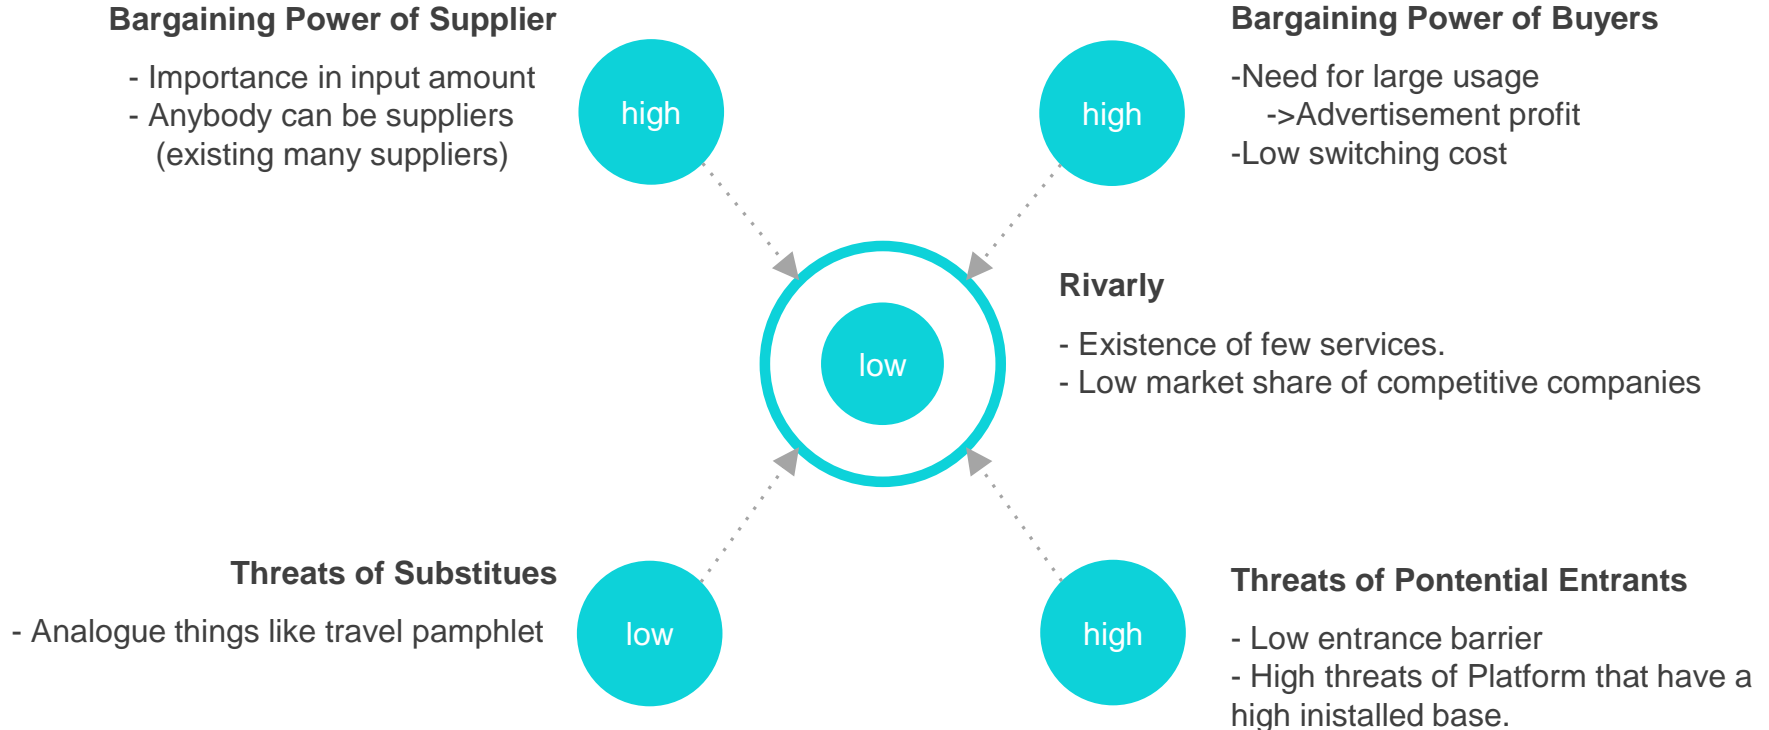 Bargaining Power of Supplier
- Importance in input amount
- Anybody can be suppliers
(existing many suppliers)
high
Bargaining Power of Buyers
-Need for large usage
->Advertisement profit
-Low switching cost
high
Rivarly
- Existence of few services.
- Low market share of competitive companies
low
Threats of Substitues
- Analogue things like travel pamphlet
low
Threats of Pontential Entrants
- Low entrance barrier
- High threats of Platform that have a
high inistalled base.
high